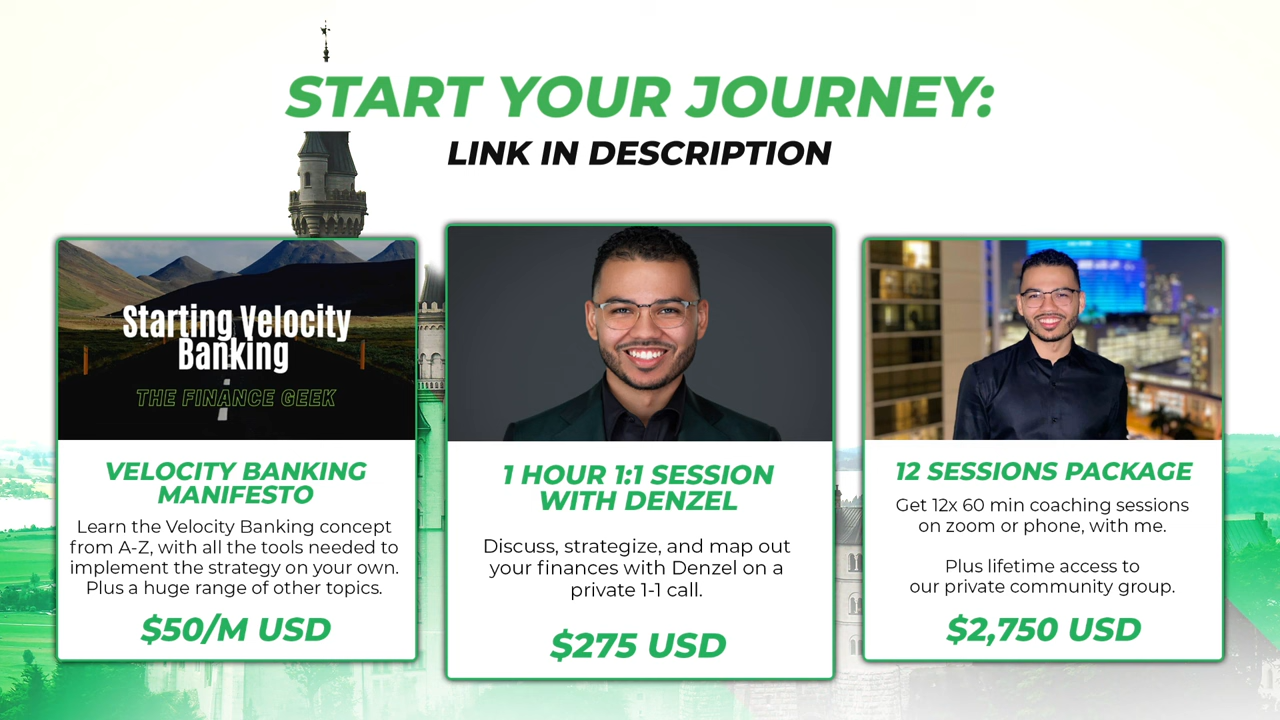 START YOUR JOURNEY:
LINK IN DESCRIPTION
Starting Velocity
Banking
THE FINANCE GEEK
VELOCITY BANKING
MANIFESTO
Learn the Velocity Banking concept
from A-Z, with all the tools needed to
implement the strategy on your own.
Plus a huge range of other topics.
$50/M USD
1 HOUR 1:1 SESSION
WITH DENZEL
Discuss, strategize, and map out
your finances with Denzel on a
private 1-1 call.
$275 USD
12 SESSIONS PACKAGE
Get 12x 60 min coaching sessions
on zoom or phone, with me.
Plus lifetime access to
our private community group.
$2,750 USD